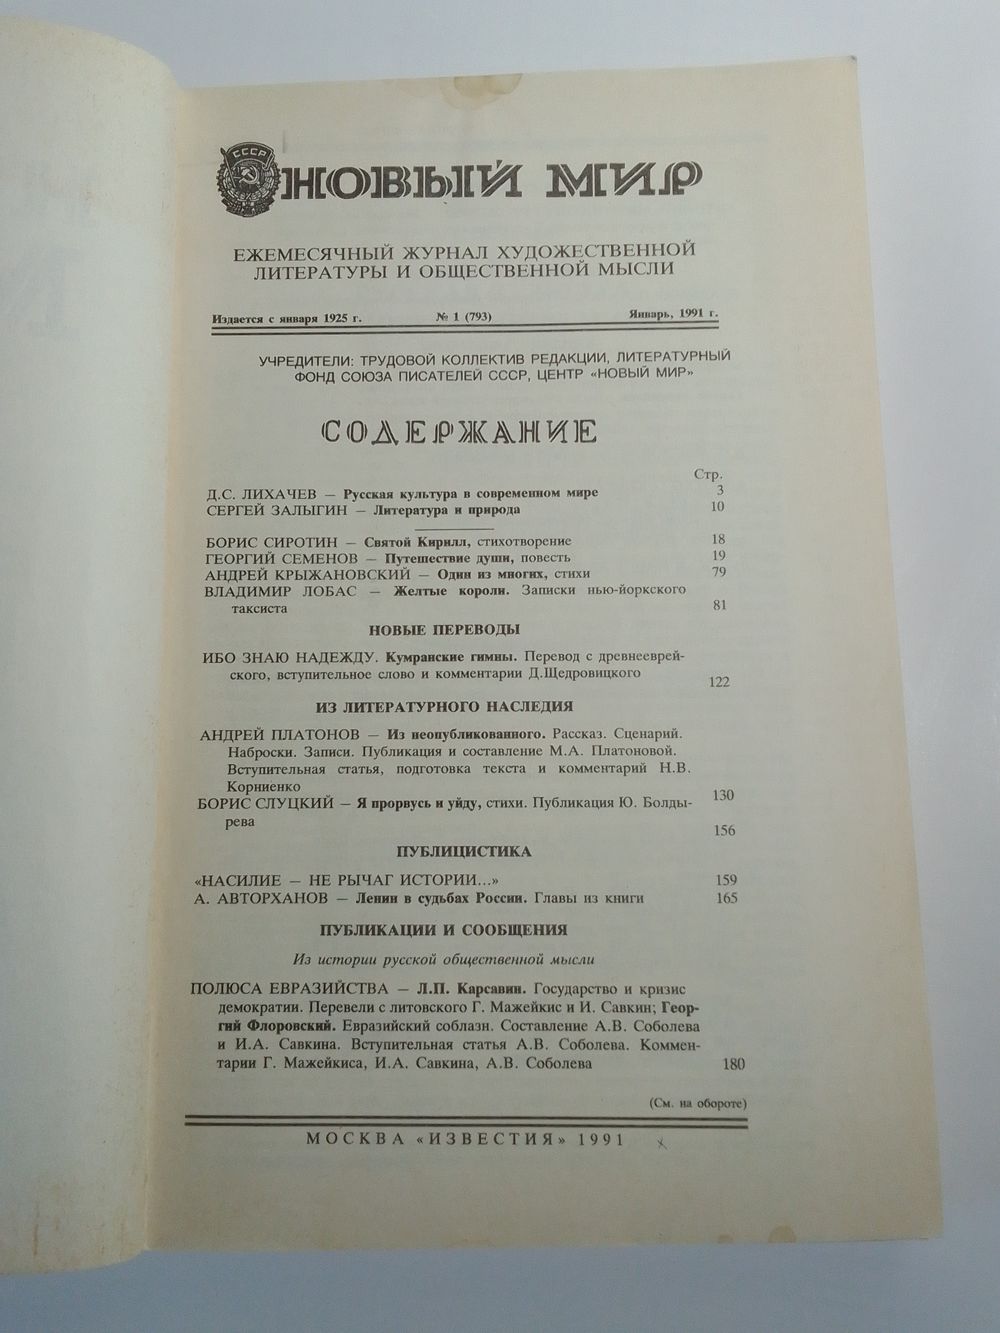 СССР
НОВЫЙ МИР
ЕЖЕМЕСЯЧНЫЙ ЖУРНАЛ ХУДОЖЕСТВЕННОЙ
ЛИТЕРАТУРЫ И ОБЩЕСТВЕННОЙ МЫСЛИ
Издается с января 1925 г. № 1 (793) Январь, 1991 г.
УЧРЕДИТЕЛИ: ТРУДОВОЙ КОЛЛЕКТИВ РЕДАКЦИИ, ЛИТЕРАТУРНЫЙ
ФОНД СОЮЗА ПИСАТЕЛЕЙ СССР, ЦЕНТР «НОВЫЙ МИР»
СОДЕРЖАНИЕ
Стр.
Д.С. ЛИХАЧЕВ — Русская культура в современном мире 3
СЕРГЕЙ ЗАЛЫГИН — Литература и природа 10
БОРИС СИРОТИН — Святой Кирилл, стихотворение 18
ГЕОРГИЙ СЕМЕНОВ — Путешествие души, повесть 19
АНДРЕЙ КРЫЖАНОВСКИЙ — Один из многих, стихи 79
ВЛАДИМИР ЛОБАС — Желтые короли. Записки нью-йоркского
таксиста 81
НОВЫЕ ПЕРЕВОДЫ
ИБО ЗНАЮ НАДЕЖДУ. Кумранские гимны. Перевод с древнееврей-
ского, вступительное слово и комментарии Д.Щедровицкого 122
ИЗ ЛИТЕРАТУРНОГО НАСЛЕДИЯ
АНДРЕЙ ПЛАТОНОВ — Из неопубликованного. Рассказ. Сценарий.
Наброски. Записи. Публикация и составление М.А. Платоновой.
Вступительная статья, подготовка текста и комментарий Н.В.
Корниенко 130
БОРИС СЛУЦКИЙ — Я прорвусь и уйду, стихи. Публикация Ю. Болды-
рева 156
ПУБЛИЦИСТИКА
«НАСИЛИЕ — НЕ РЫЧАГ ИСТОРИИ...» 159
А. АВТОРХАНОВ — Ленин в судьбах России. Главы из книги 165
ПУБЛИКАЦИИ И СООБЩЕНИЯ
Из истории русской общественной мысли
ПОЛЮСА ЕВРАЗИЙСТВА — Л.П. Карсавин. Государство и кризис
демократии. Перевели с литовского Г. Мажейкис и И. Савкин; Геор-
гий Флоровский. Евразийский соблазн. Составление А.В. Соболева
и И.А. Савкина. Вступительная статья А.В. Соболева. Коммен-
тарии Г. Мажейкиса, И.А. Савкина, А.В. Соболева 180
(См. на обороте)
МОСКВА «ИЗВЕСТИЯ» 1991